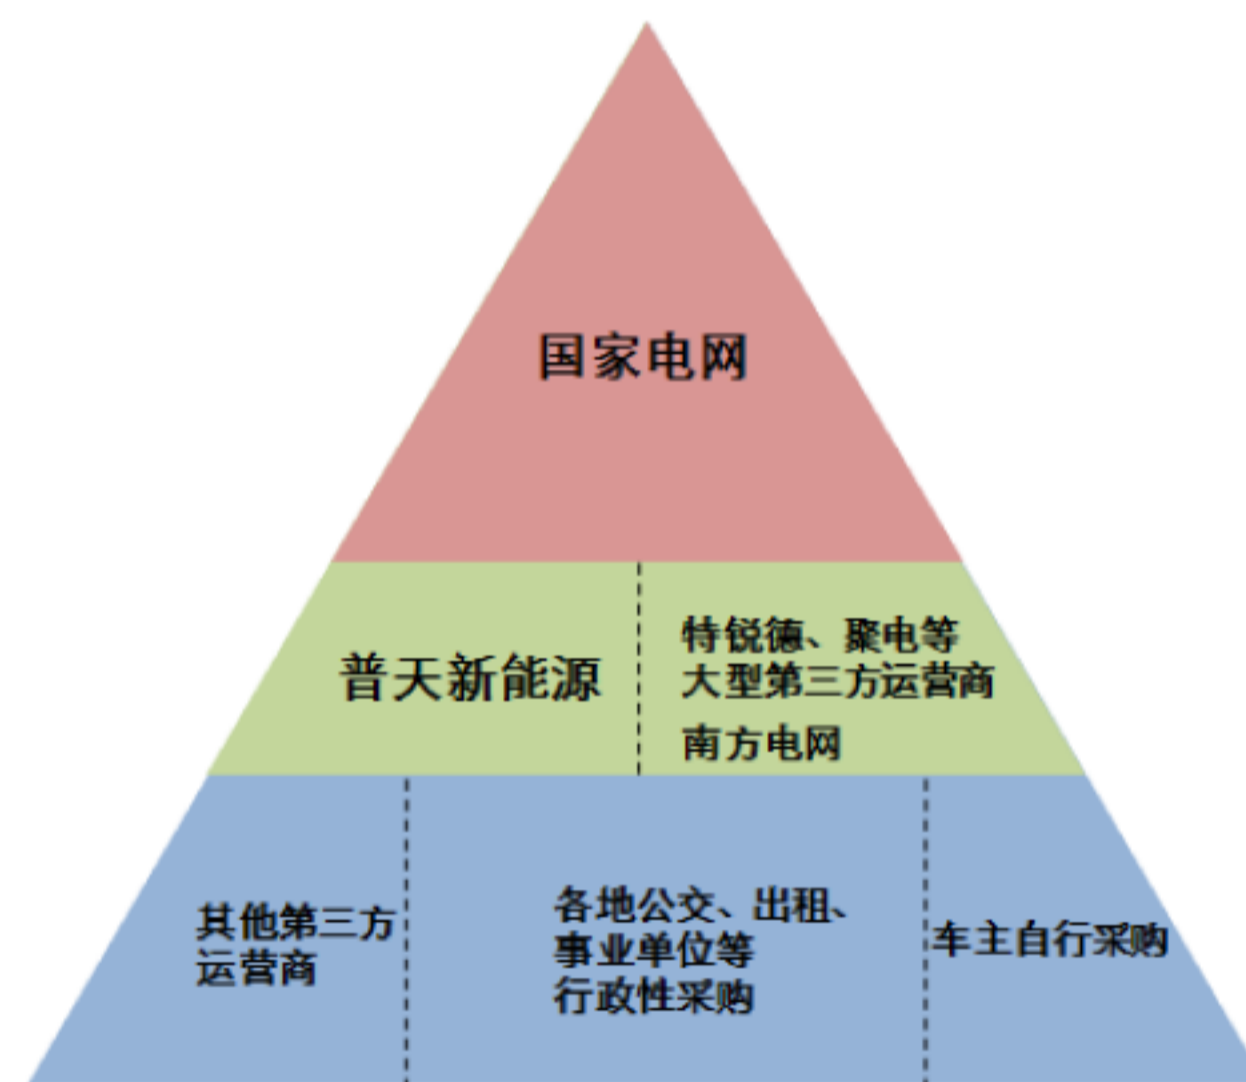 国家电网
普天新能源
特锐德、聚电等
大型第三方运营商
南方电网
其他第三方
运营商
各地公交、出租、
事业单位等
行政性采购
车主自行采购